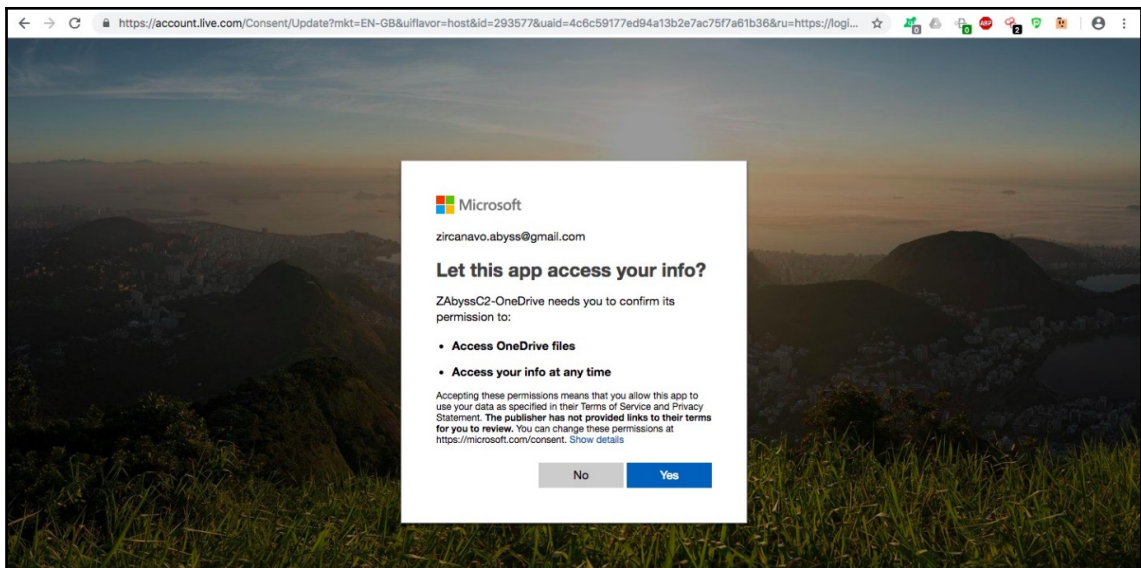 https://account.live.com/Consent/Update?mkt=EN-GB&uiflavor=host&id=293577&uaid=4c6c59177ed94a13b2e7ac75f7a61b36&ru=https://logi...
0
0
ABP
2
Microsoft
zircanavo.abyss@gmail.com
Let this app access your info?
ZAbyssC2-OneDrive needs you to confirm its
permission to:
• Access OneDrive files
• Access your info at any time
Accepting these permissions means that you allow this app to
use your data as specified in their Terms of Service and Privacy
Statement. The publisher has not provided links to their terms
for you to review. You can change these permissions at
https://microsoft.com/consent. Show details
No
Yes